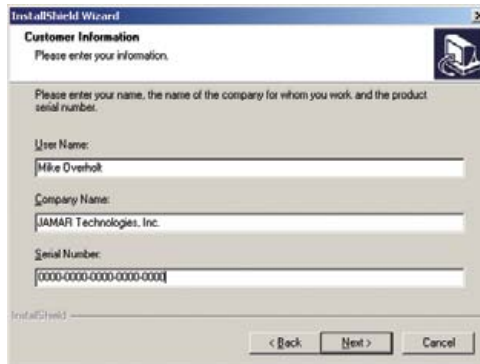 InstallShield Wizard
Customer Information
Please enter your information.
Please enter your name, the name of the company for whom you work and the product
serial number.
User Name:
Mike Overholt
Company Name:
JAMAR Technologies, Inc.
Serial Number:
0000-0000-0000-0000-0000
InstallShield
< Back Next > Cancel